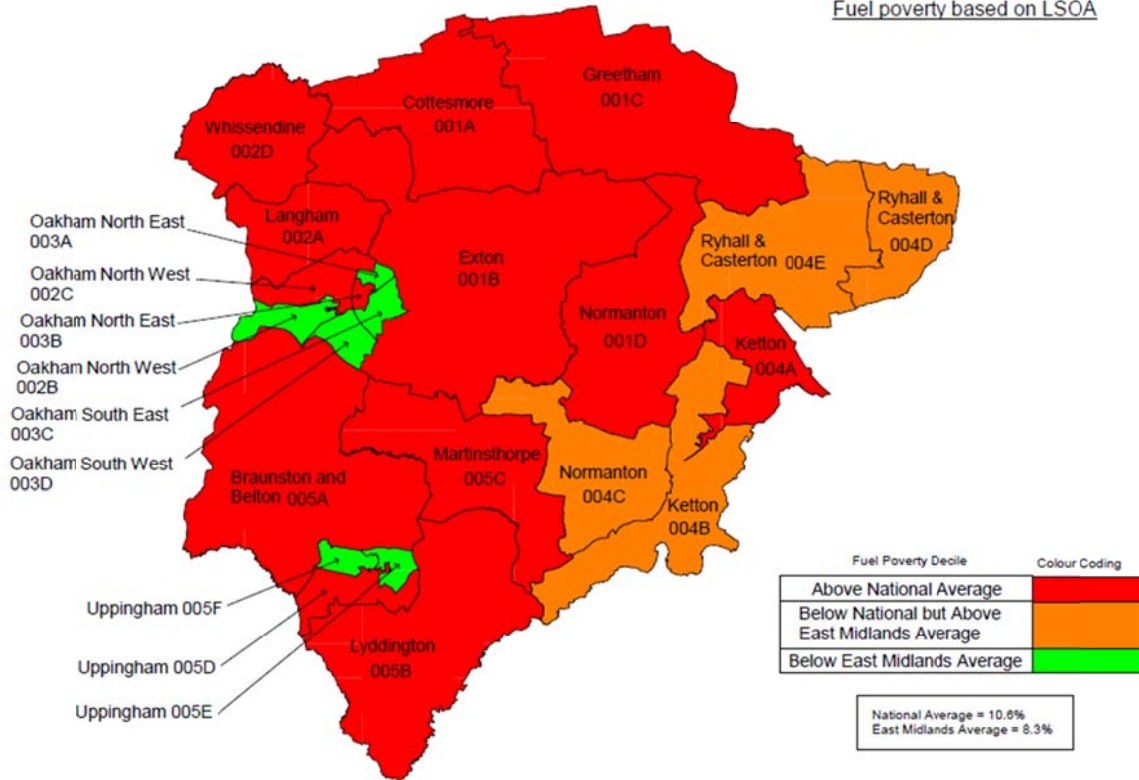 Fuel poverty based on LSOA
Greetham
001C
Cottesmore
001A
Whissendine
002D
Ryhall &
Casterton
004D
Langham
002A
Oakham North East
003A
Ryhall &
Casterton 004E
Exton
001B
Oakham North West
002C
Normanton
001D
Oakham North East
003B
Ketton
004A
Oakham North West
002B
Oakham South East
003C
Oakham South West
003D
Martinsthorpe
005C
Braunston and
Belton 005A
Normanton
004C
Ketton
004B
Uppingham 005F
Lyddington
005B
Uppingham 005D
Uppingham 005E
Fuel Poverty Decile Colour Coding
Above National Average
Below National but Above
East Midlands Average
Below East Midlands Average
National Average = 10.6%
East Midlands Average = 8.3%